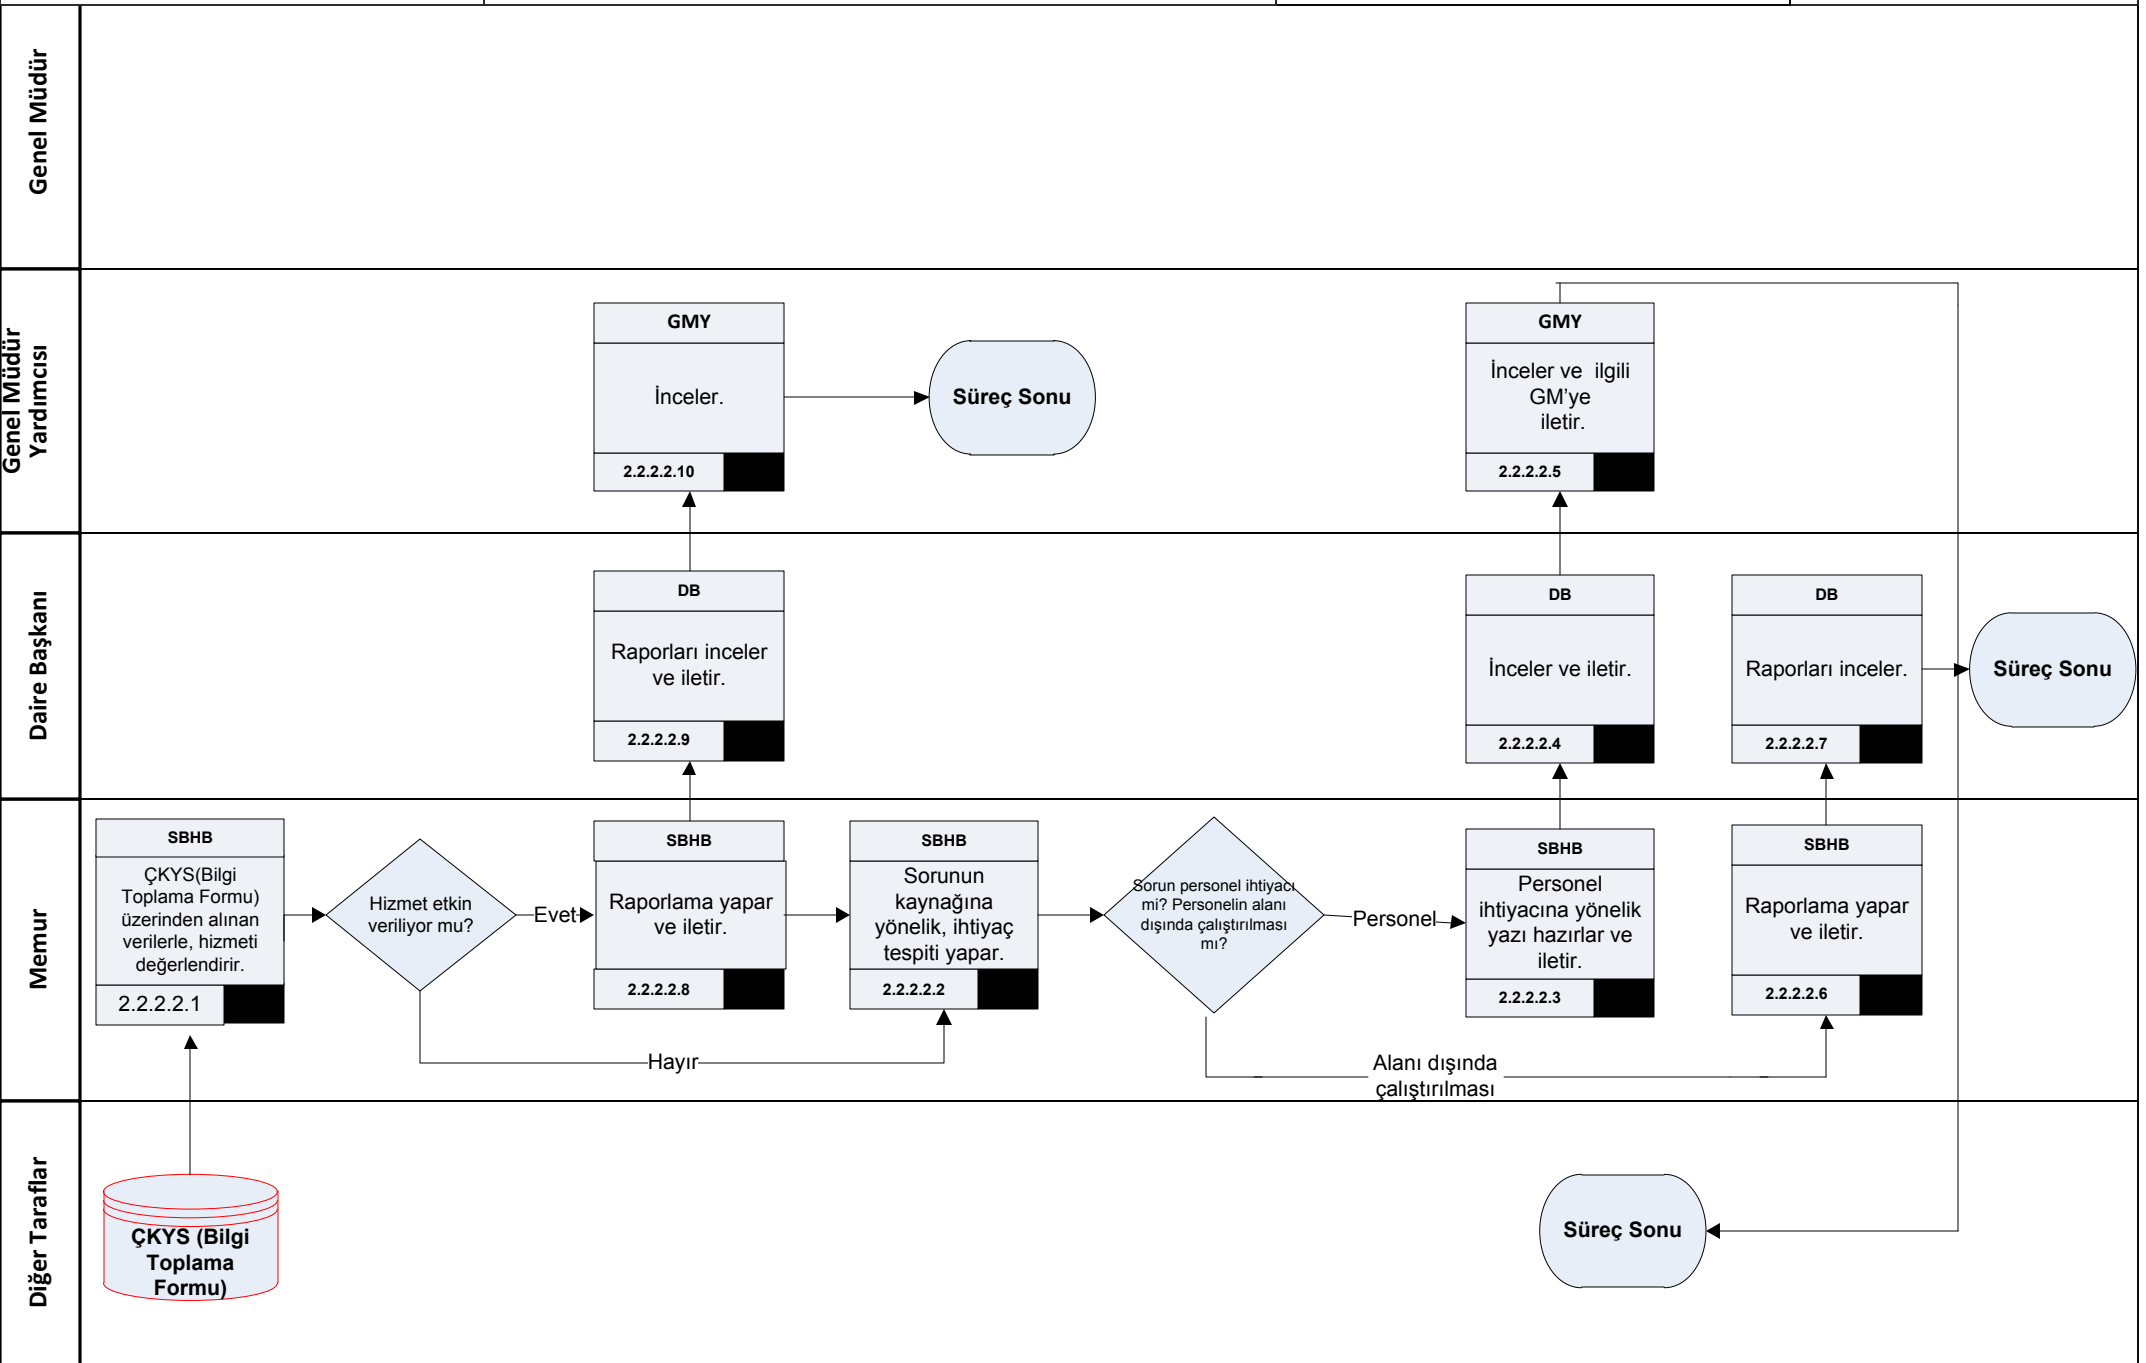 Genel Müdür
Genel Müdür
Yardımcısı
GMY
İnceler.
2.2.2.2.10
Süreç Sonu
GMY
İnceler ve  ilgili
GM’ye
iletir.
2.2.2.2.5
Daire Başkanı
DB
Raporları inceler
ve iletir.
2.2.2.2.9
DB
İnceler ve iletir.
2.2.2.2.4
DB
Raporları inceler.
2.2.2.2.7
Süreç Sonu
Memur
SBHB
ÇKYS(Bilgi
Toplama Formu)
üzerinden alınan
verilerle, hizmeti
değerlendirir.
2.2.2.2.1
Hizmet etkin
veriliyor mu?
Evet
Hayır
SBHB
Raporlama yapar
ve iletir.
2.2.2.2.8
SBHB
Sorunun
kaynağına
yönelik, ihtiyaç
tespiti yapar.
2.2.2.2.2
Sorun personel ihtiyacı
mi? Personelin alanı
dışında çalıştırılması
mı?
Personel
Alanı dışında
çalıştırılması
SBHB
Personel
ihtiyacına yönelik
yazı hazırlar ve
iletir.
2.2.2.2.3
SBHB
Raporlama yapar
ve iletir.
2.2.2.2.6
Diğer Taraflar
ÇKYS (Bilgi
Toplama
Formu)
Süreç Sonu